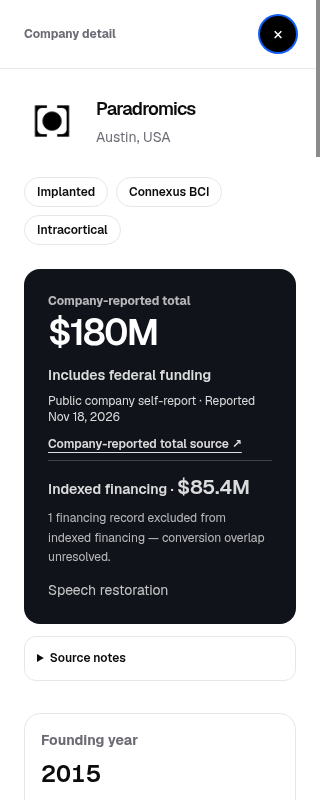 Company detail
×
Paradromics
Austin, USA
Implanted
Connexus BCI
Intracortical
Company-reported total
$180M
Includes federal funding
Public company self-report · Reported
Nov 18, 2026
Company-reported total source ↗
Indexed financing · $85.4M
1 financing record excluded from
indexed financing — conversion overlap
unresolved.
Speech restoration
▶ Source notes
Founding year
2015